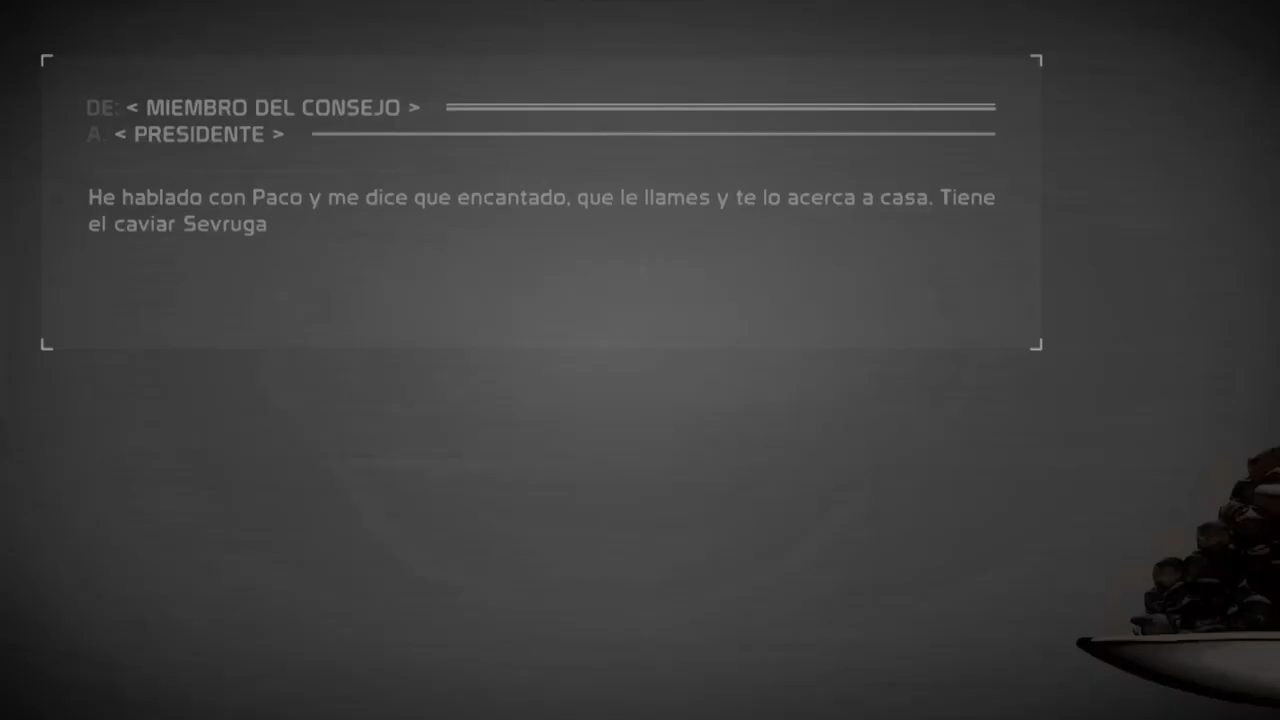 DE: < MIEMBRO DEL CONSEJO >
A: < PRESIDENTE >
He hablado con Paco y me dice que encantado, que le llames y te lo acerca a casa. Tiene
el caviar Sevruga